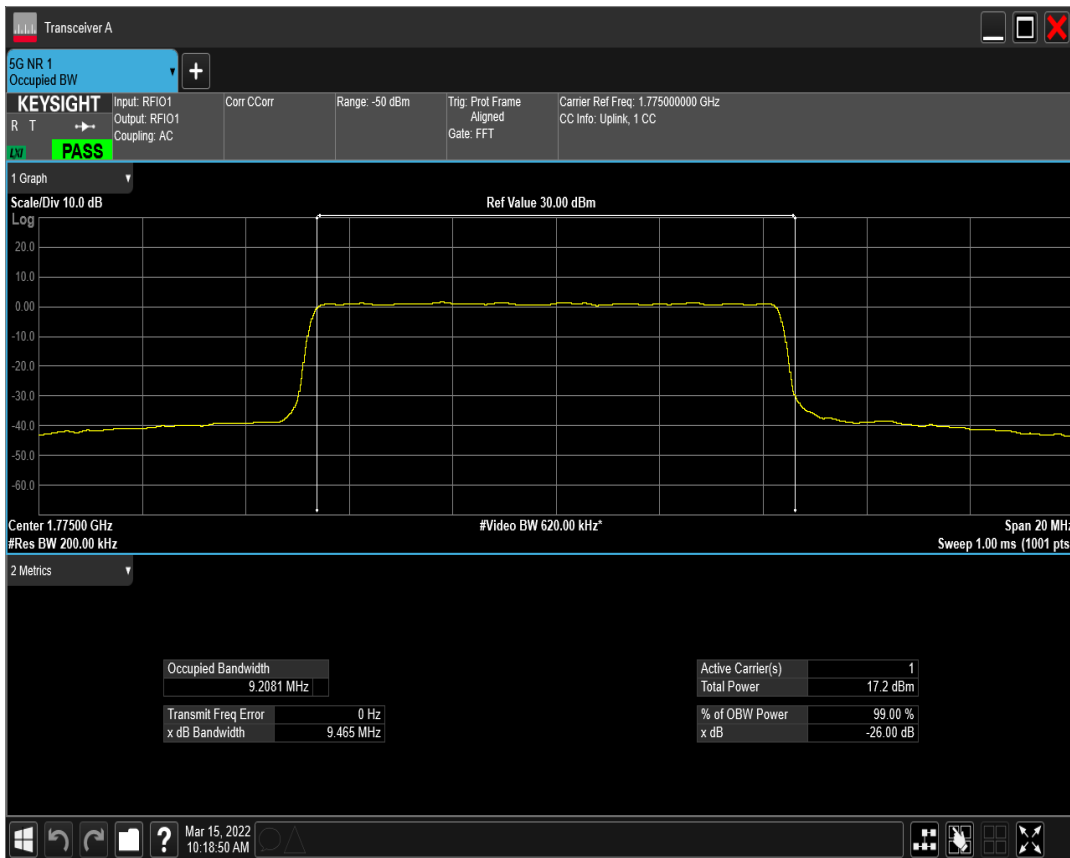 Transceiver A
5G NR 1
Occupied BW
KEYSIGHT
R T
LXI
PASS
Input: RFIO1
Output: RFIO1
Coupling: AC
Corr CCorr
Range: -50 dBm
Trig: Prot Frame
Aligned
Gate: FFT
Carrier Ref Freq: 1.775000000 GHz
CC Info: Uplink, 1 CC
1 Graph
Scale/Div 10.0 dB
Ref Value 30.00 dBm
Log
20.0
10.0
0.00
-10.0
-20.0
-30.0
-40.0
-50.0
-60.0
Center 1.77500 GHz
#Video BW 620.00 kHz*
Span 20 MHz
#Res BW 200.00 kHz
Sweep 1.00 ms (1001 pts
2 Metrics
Occupied Bandwidth
9.2081 MHz
Transmit Freq Error 0 Hz
x dB Bandwidth 9.465 MHz
Active Carrier(s) 1
Total Power 17.2 dBm
% of OBW Power 99.00 %
x dB -26.00 dB
?
Mar 15, 2022
10:18:50 AM